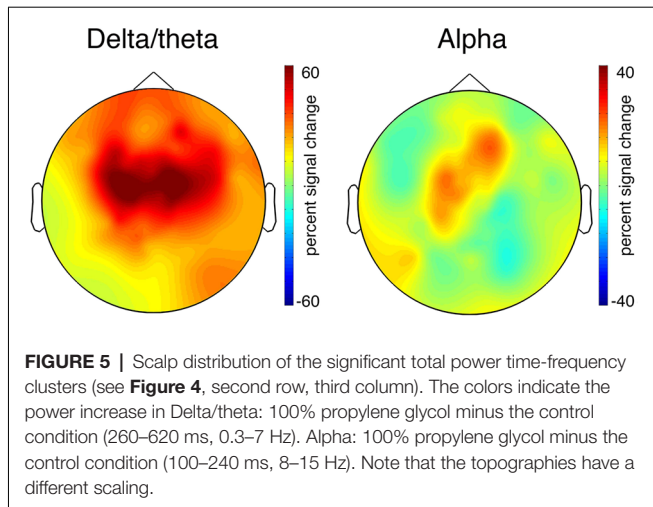 Delta/theta
Alpha
60
percent signal change
-60
40
percent signal change
-40
FIGURE 5 | Scalp distribution of the significant total power time-frequency
clusters (see Figure 4, second row, third column). The colors indicate the
power increase in Delta/theta: 100% propylene glycol minus the control
condition (260–620 ms, 0.3–7 Hz). Alpha: 100% propylene glycol minus the
control condition (100–240 ms, 8–15 Hz). Note that the topographies have a
different scaling.